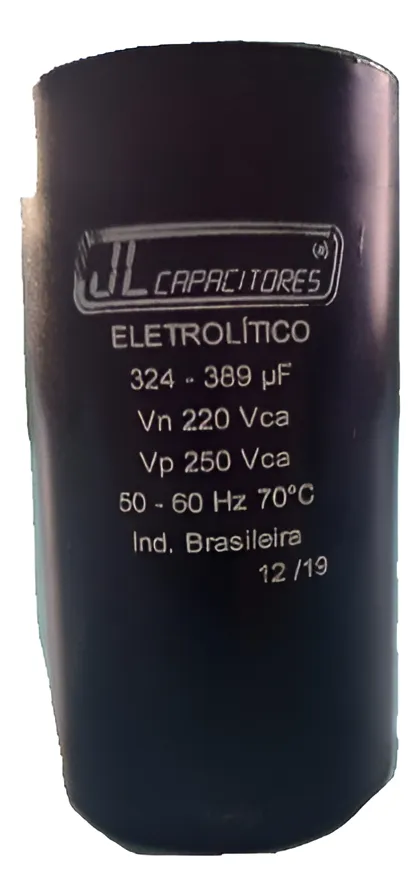 JL CAPACITORES (R)
ELETROLÍTICO
324 - 389 µF
Vn 220 Vca
Vp 250 Vca
50 - 60 Hz 70ºC
Ind. Brasileira
12 /19